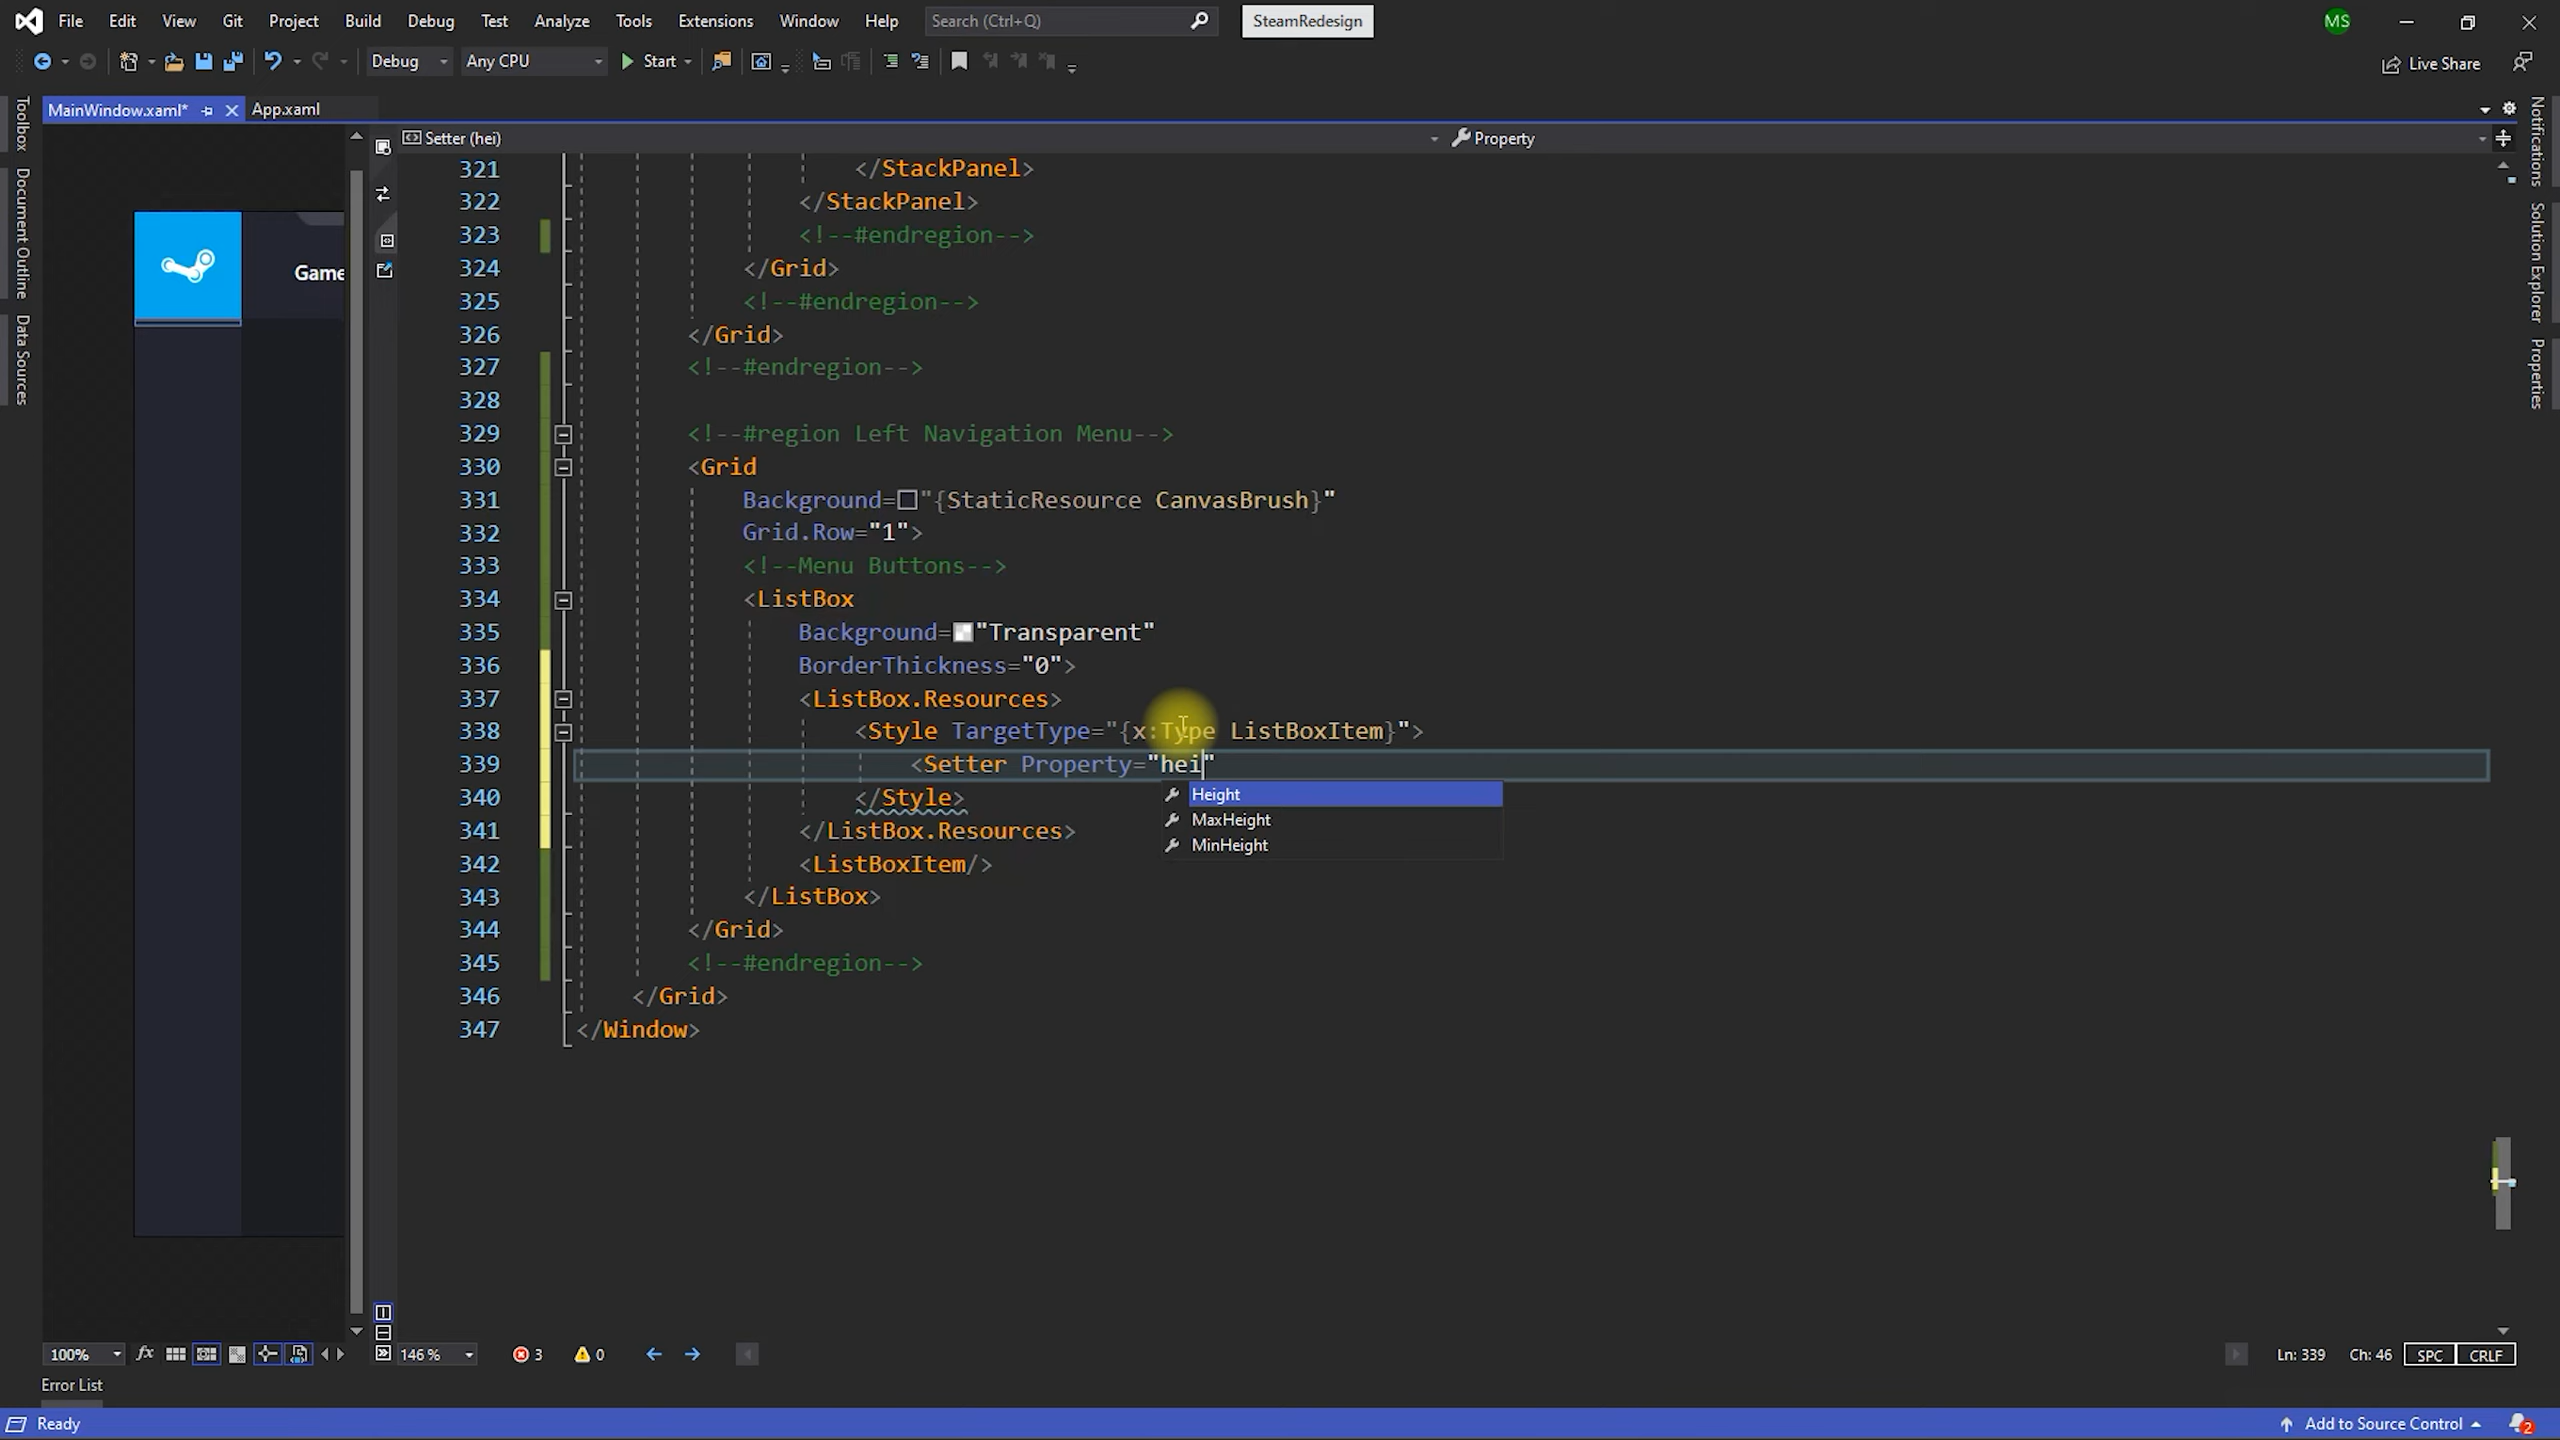 File Edit View Git Project Build Debug Test Analyze Tools Extensions Window Help Search (Ctrl+Q) SteamRedesign MS
Debug Any CPU Start Live Share
MainWindow.xaml* App.xaml
Setter (hei) Property
Toolbox
Document Outline
Data Sources
Game
321 </StackPanel>
322 </StackPanel>
323 <!--#endregion-->
324 </Grid>
325 <!--#endregion-->
326 </Grid>
327 <!--#endregion-->
328
329 <!--#region Left Navigation Menu-->
330 <Grid
331 Background="{StaticResource CanvasBrush}"
332 Grid.Row="1">
333 <!--Menu Buttons-->
334 <ListBox
335 Background="Transparent"
336 BorderThickness="0">
337 <ListBox.Resources>
338 <Style TargetType="{x:Type ListBoxItem}">
339 <Setter Property="hei"
Height
340 </Style>
MaxHeight
341 </ListBox.Resources>
MinHeight
342 <ListBoxItem/>
343 </ListBox>
344 </Grid>
345 <!--#endregion-->
346 </Grid>
347 </Window>
Notifications
Solution Explorer
Properties
100% fx 146 % 3 0 Ln: 339 Ch: 46 SPC CRLF
Error List
Ready Add to Source Control 2